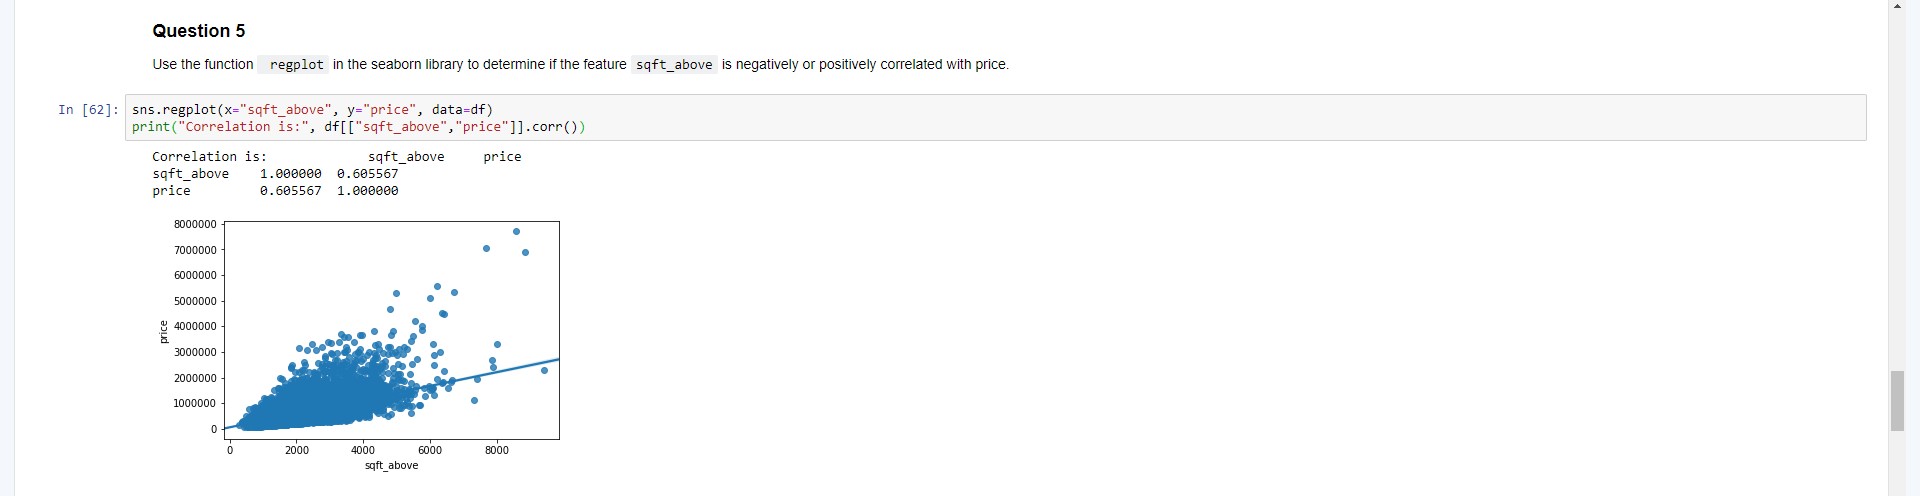 Question 5
Use the function regplot in the seaborn library to determine if the feature sqft_above is negatively or positively correlated with price.
In [62]: sns.regplot(x="sqft_above", y="price", data=df)
print("Correlation is:", df[["sqft_above","price"]].corr())
Correlation is: sqft_above price
sqft_above 1.000000 0.605567
price 0.605567 1.000000
8000000
7000000
6000000
5000000
4000000
3000000
2000000
1000000
0
price
0 2000 4000 6000 8000
sqft_above